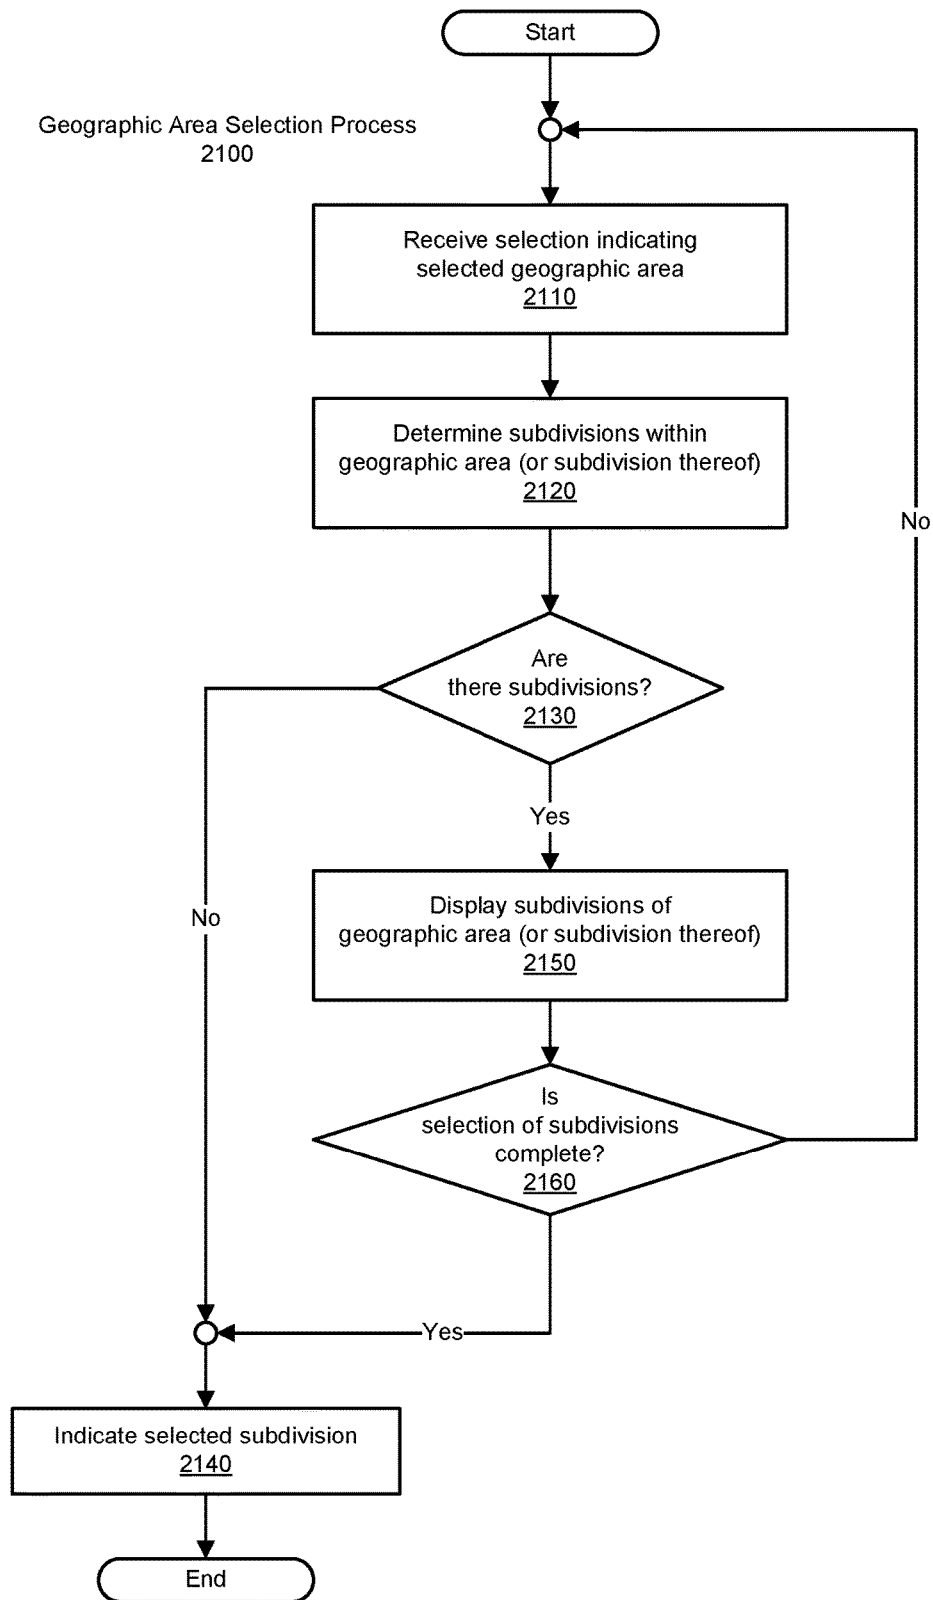 Start
Geographic Area Selection Process
2100
Receive selection indicating
selected geographic area
2110
Determine subdivisions within
geographic area (or subdivision thereof)
2120
No
Are
there subdivisions?
2130
Yes
Display subdivisions of
geographic area (or subdivision thereof)
2150
No
Is
selection of subdivisions
complete?
2160
Yes
Indicate selected subdivision
2140
End